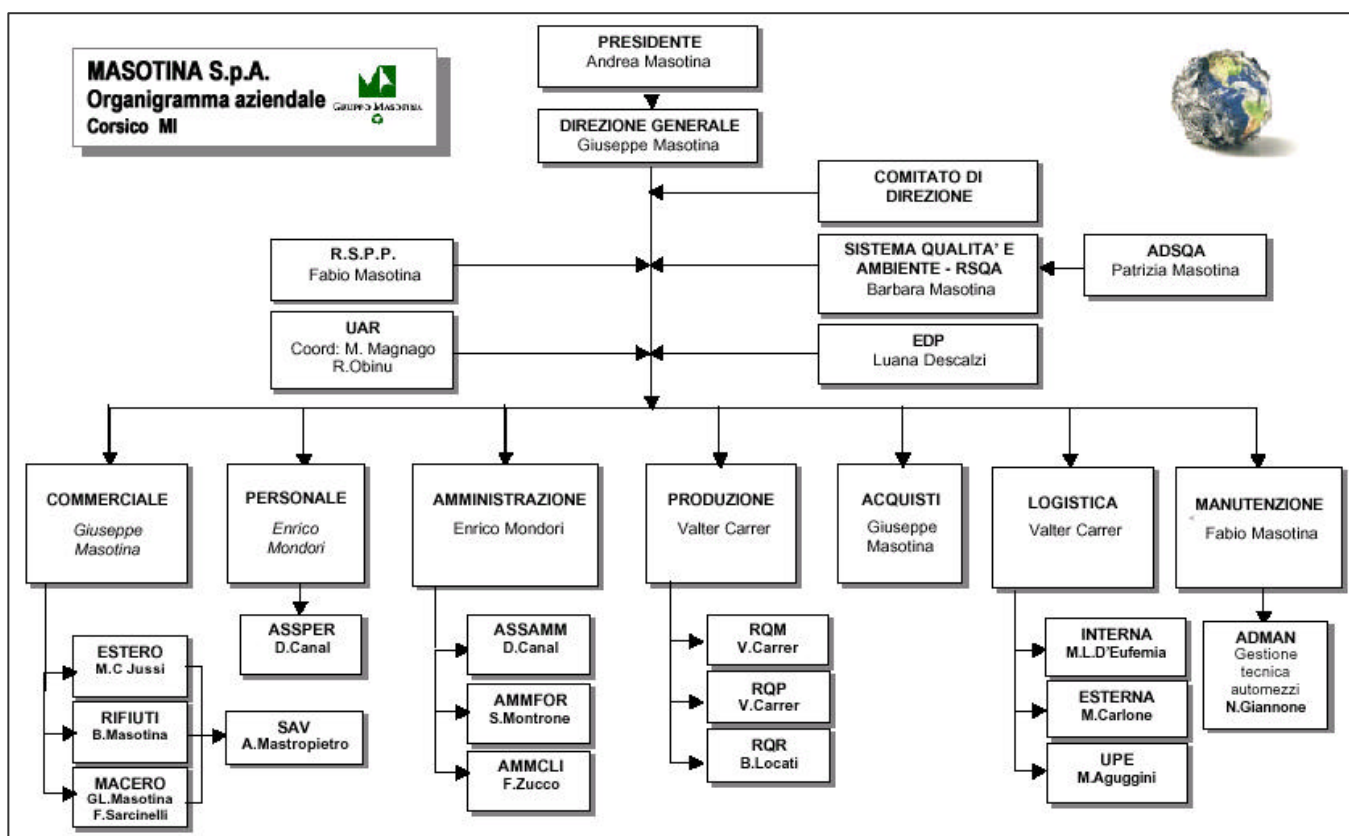 MASOTINA S.p.A.
Organigramma aziendale
Corsico MI
GRUPPO MASOTINA
PRESIDENTE
Andrea Masotina
DIREZIONE GENERALE
Giuseppe Masotina
COMITATO DI
DIREZIONE
R.S.P.P.
Fabio Masotina
SISTEMA QUALITA' E
AMBIENTE - RSQA
Barbara Masotina
ADSQA
Patrizia Masotina
UAR
Coord: M. Magnago
R.Obinu
EDP
Luana Descalzi
COMMERCIALE
Giuseppe
Masotina
PERSONALE
Enrico
Mondori
AMMINISTRAZIONE
Enrico Mondori
PRODUZIONE
Valter Carrer
ACQUISTI
Giuseppe
Masotina
LOGISTICA
Valter Carrer
MANUTENZIONE
Fabio Masotina
ESTERO
M.C Jussi
RIFIUTI
B.Masotina
MACERO
GL.Masotina
F.Sarcinelli
SAV
A.Mastropietro
ASSPER
D.Canal
ASSAMM
D.Canal
AMMFOR
S.Montrone
AMMCLI
F.Zucco
RQM
V.Carrer
RQP
V.Carrer
RQR
B.Locati
INTERNA
M.L.D'Eufemia
ESTERNA
M.Carlone
UPE
M.Aguggini
ADMAN
Gestione
tecnica
automezzi
N.Giannone